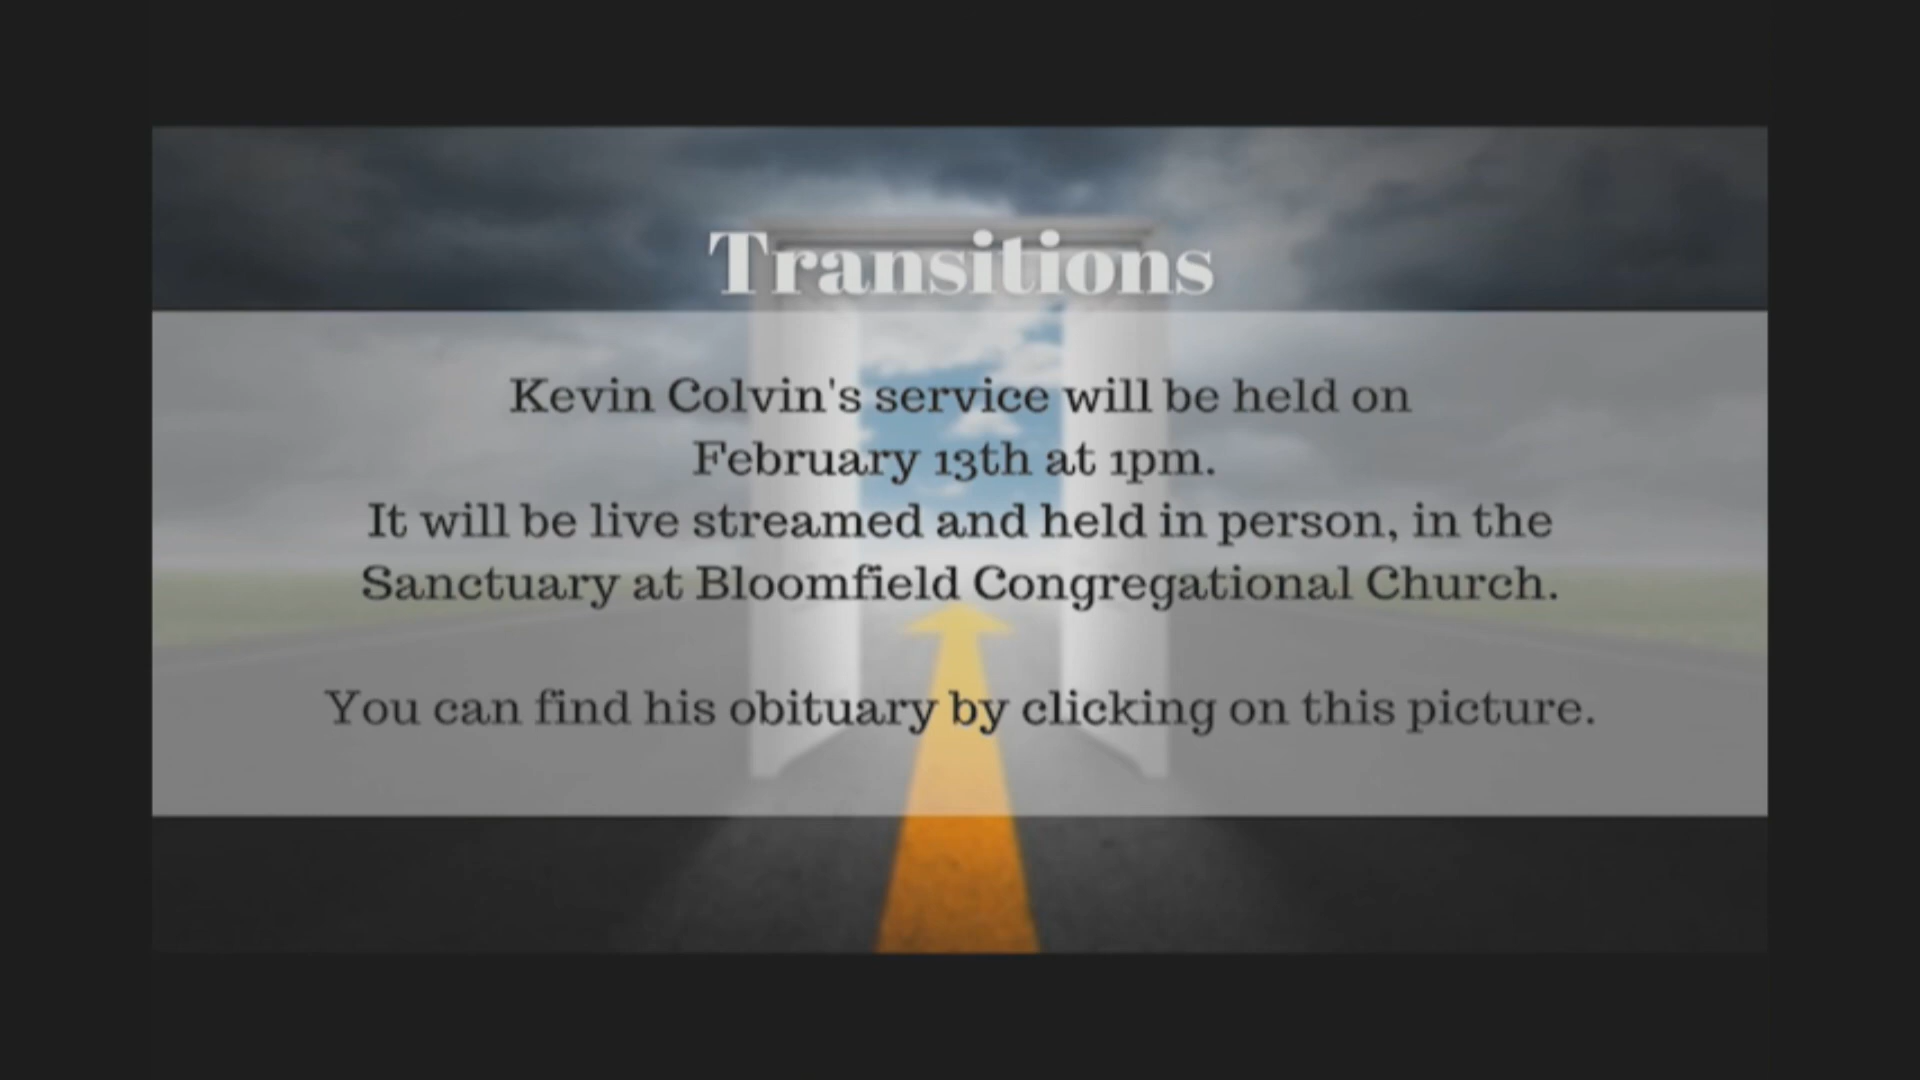 Transitions
Kevin Colvin's service will be held on
February 13th at 1pm.
It will be live streamed and held in person, in the
Sanctuary at Bloomfield Congregational Church.
You can find his obituary by clicking on this picture.